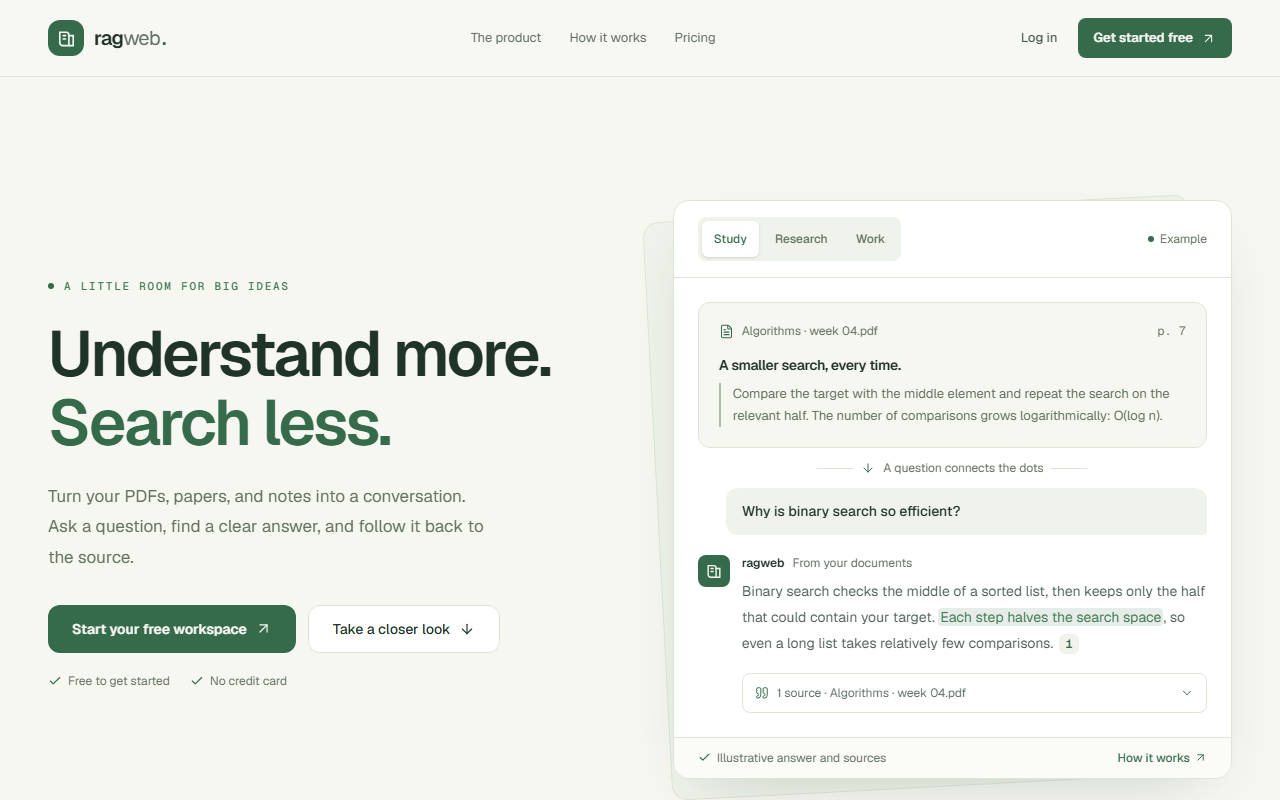 ragweb.
The product
How it works
Pricing
Log in
Get started free
A LITTLE ROOM FOR BIG IDEAS
Understand more.
Search less.
Turn your PDFs, papers, and notes into a conversation.
Ask a question, find a clear answer, and follow it back to
the source.
Start your free workspace
Take a closer look
Free to get started
No credit card
Study
Research
Work
Example
Algorithms · week 04.pdf
p. 7
A smaller search, every time.
Compare the target with the middle element and repeat the search on the
relevant half. The number of comparisons grows logarithmically: O(log n).
A question connects the dots
Why is binary search so efficient?
ragweb From your documents
Binary search checks the middle of a sorted list, then keeps only the half
that could contain your target. Each step halves the search space, so
even a long list takes relatively few comparisons. 1
1 source · Algorithms · week 04.pdf
Illustrative answer and sources
How it works